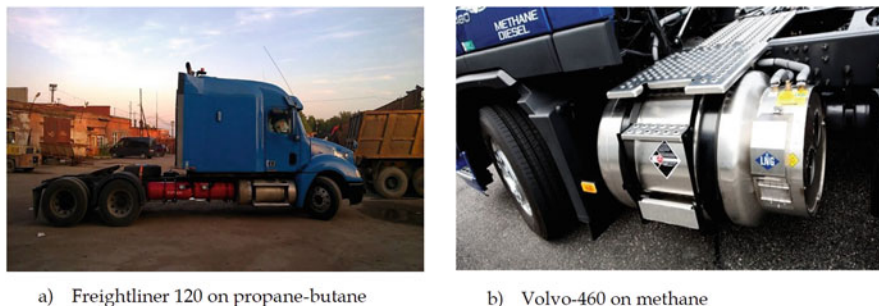 METHANE
DIESEL
LNG
a) Freightliner 120 on propane-butane
b) Volvo-460 on methane